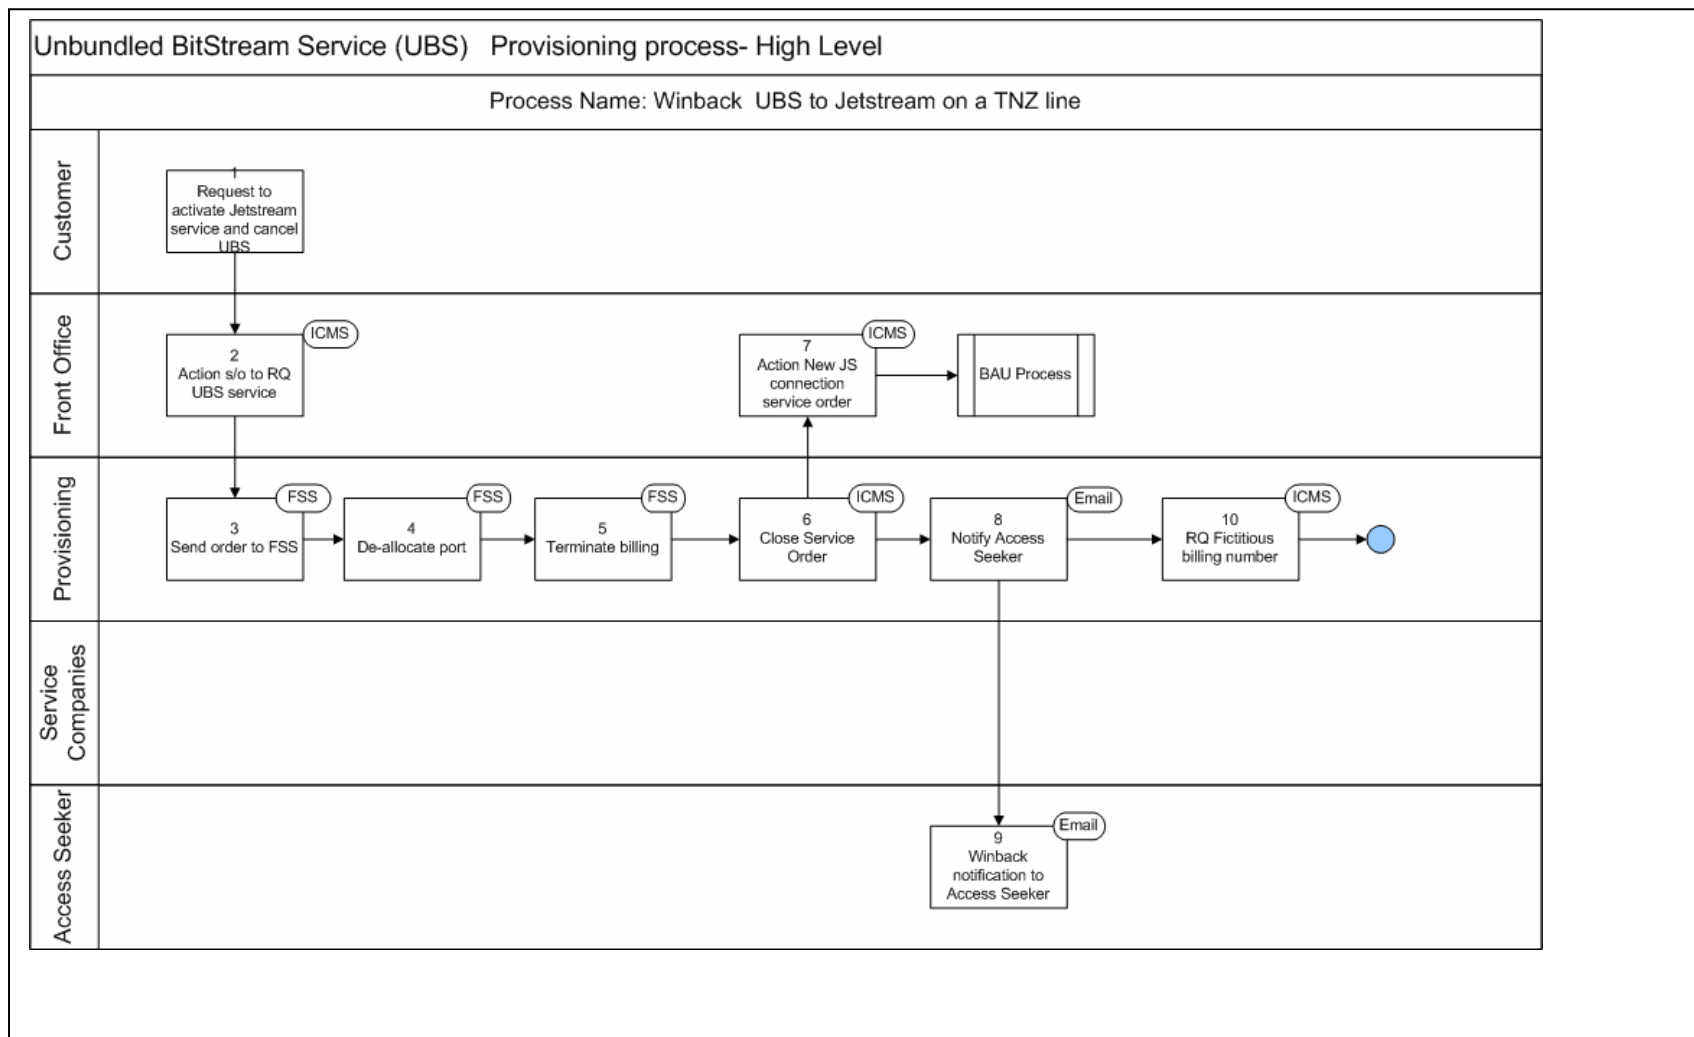 Unbundled BitStream Service (UBS) Provisioning process- High Level
Process Name: Winback UBS to Jetstream on a TNZ line
Customer
1
Request to
activate Jetstream
service and cancel
UBS
Front Office
ICMS
2
Action s/o to RQ
UBS service
ICMS
7
Action New JS
connection
service order
BAU Process
Provisioning
FSS
3
Send order to FSS
FSS
4
De-allocate port
FSS
5
Terminate billing
ICMS
6
Close Service
Order
Email
8
Notify Access
Seeker
ICMS
10
RQ Fictitious
billing number
Service
Companies
Access Seeker
Email
9
Winback
notification to
Access Seeker